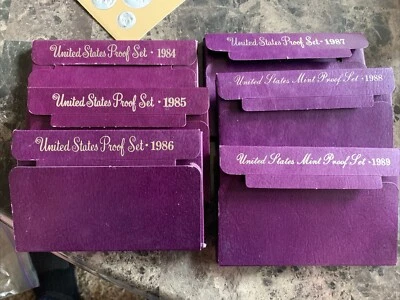 United States Proof Set · 1984
United States Proof Set · 1985
United States Proof Set · 1986
United States Proof Set · 1987
United States Mint Proof Set · 1988
United States Mint Proof Set · 1989